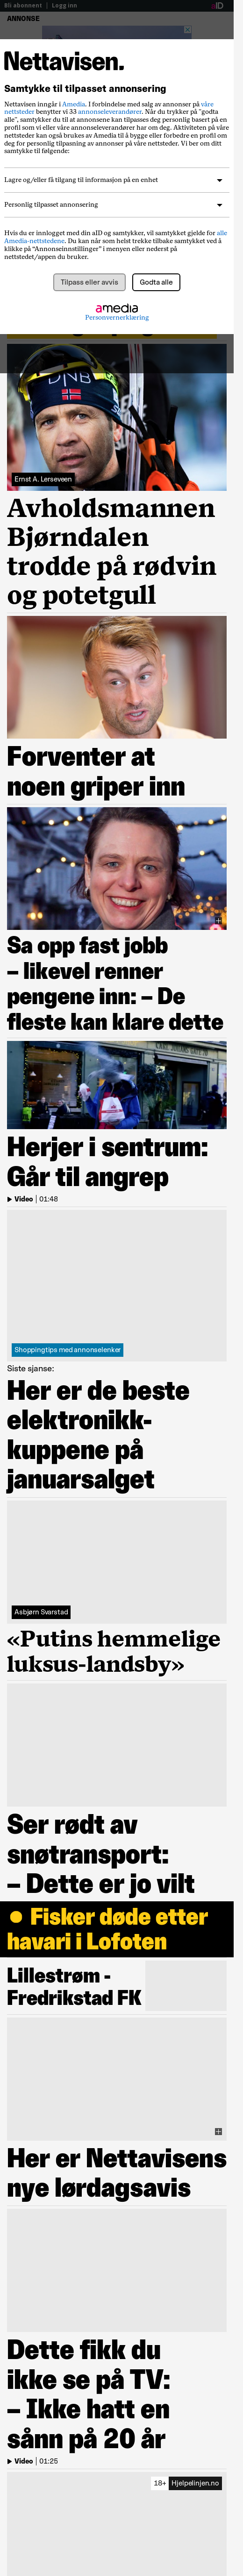 Bli abonnent | Logg inn
ANNONSE
Nettavisen.
Samtykke til tilpasset annonsering
Nettavisen inngår i Amedia. I forbindelse med salg av annonser på våre
nettsteder benytter vi 33 annonseleverandører. Når du trykker på "godta
alle", samtykker du til at annonsene kan tilpasses deg personlig basert på en
profil som vi eller våre annonseleverandører har om deg. Aktiviteten på våre
nettsteder kan også brukes av Amedia til å bygge eller forbedre en profil om
deg for personlig tilpasning av annonser på våre nettsteder. Vi ber om ditt
samtykke til følgende:
Lagre og/eller få tilgang til informasjon på en enhet
Personlig tilpasset annonsering
Hvis du er innlogget med din aID og samtykker, vil samtykket gjelde for alle
Amedia-nettstedene. Du kan når som helst trekke tilbake samtykket ved å
klikke på “Annonseinnstillinger” i menyen eller nederst på
nettstedet/appen du bruker.
Tilpass eller avvis
Godta alle
amedia
Personvernerklæring
DNB
Ernst A. Lersveen
Avholdsmannen
Bjørndalen
trodde på rødvin
og potetgull
Forventer at
noen griper inn
Sa opp fast jobb
– likevel renner
pengene inn: – De
fleste kan klare dette
Herjer i sentrum:
Går til angrep
Video | 01:48
Shoppingtips med annonselenker
Siste sjanse:
Her er de beste
elektronikk-
kuppene på
januarsalget
Asbjørn Svarstad
«Putins hemmelige
luksus-landsby»
Ser rødt av
snøtransport:
– Dette er jo vilt
Fisker døde etter
havari i Lofoten
Lillestrøm -
Fredrikstad FK
Her er Nettavisens
nye lørdagsavis
Dette fikk du
ikke se på TV:
– Ikke hatt en
sånn på 20 år
Video | 01:25
18+ Hjelpelinjen.no